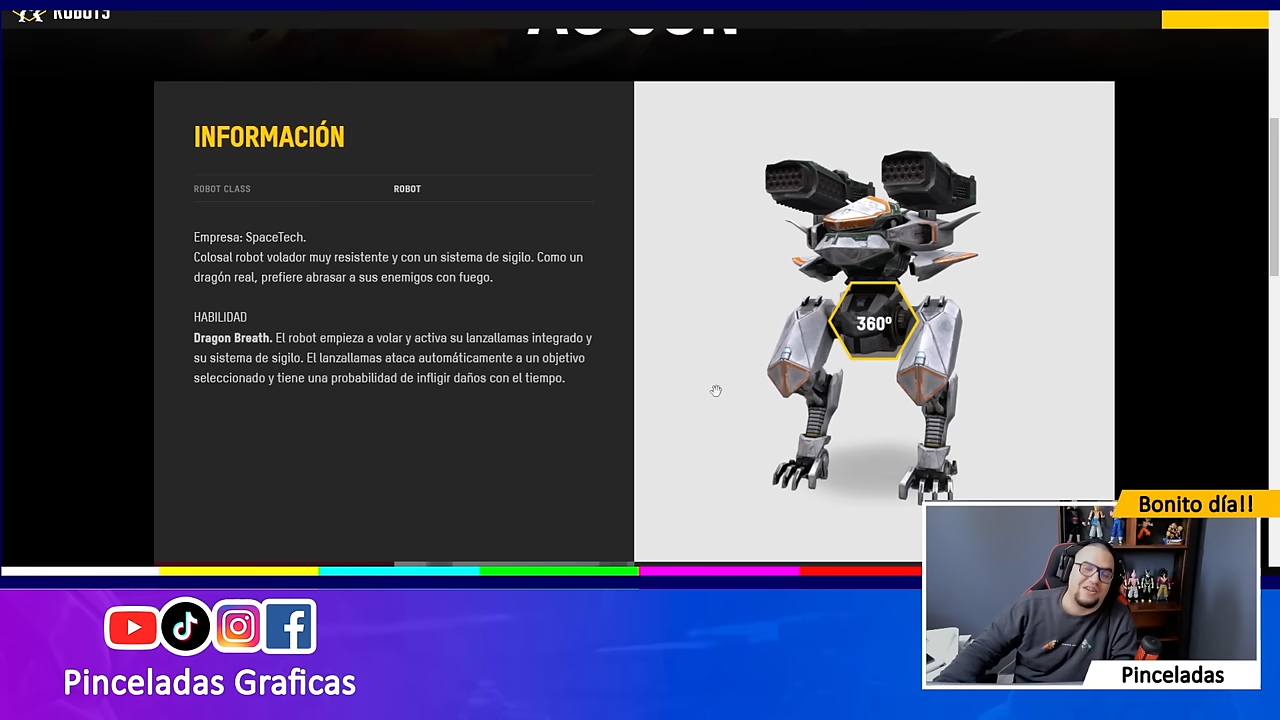 ROBOTS
AO JUN
INFORMACIÓN
ROBOT CLASS ROBOT
Empresa: SpaceTech.
Colosal robot volador muy resistente y con un sistema de sigilo. Como un
dragón real, prefiere abrasar a sus enemigos con fuego.
HABILIDAD
Dragon Breath. El robot empieza a volar y activa su lanzallamas integrado y
su sistema de sigilo. El lanzallamas ataca automáticamente a un objetivo
seleccionado y tiene una probabilidad de infligir daños con el tiempo.
360º
Bonito día!!
Pinceladas
Pinceladas Graficas